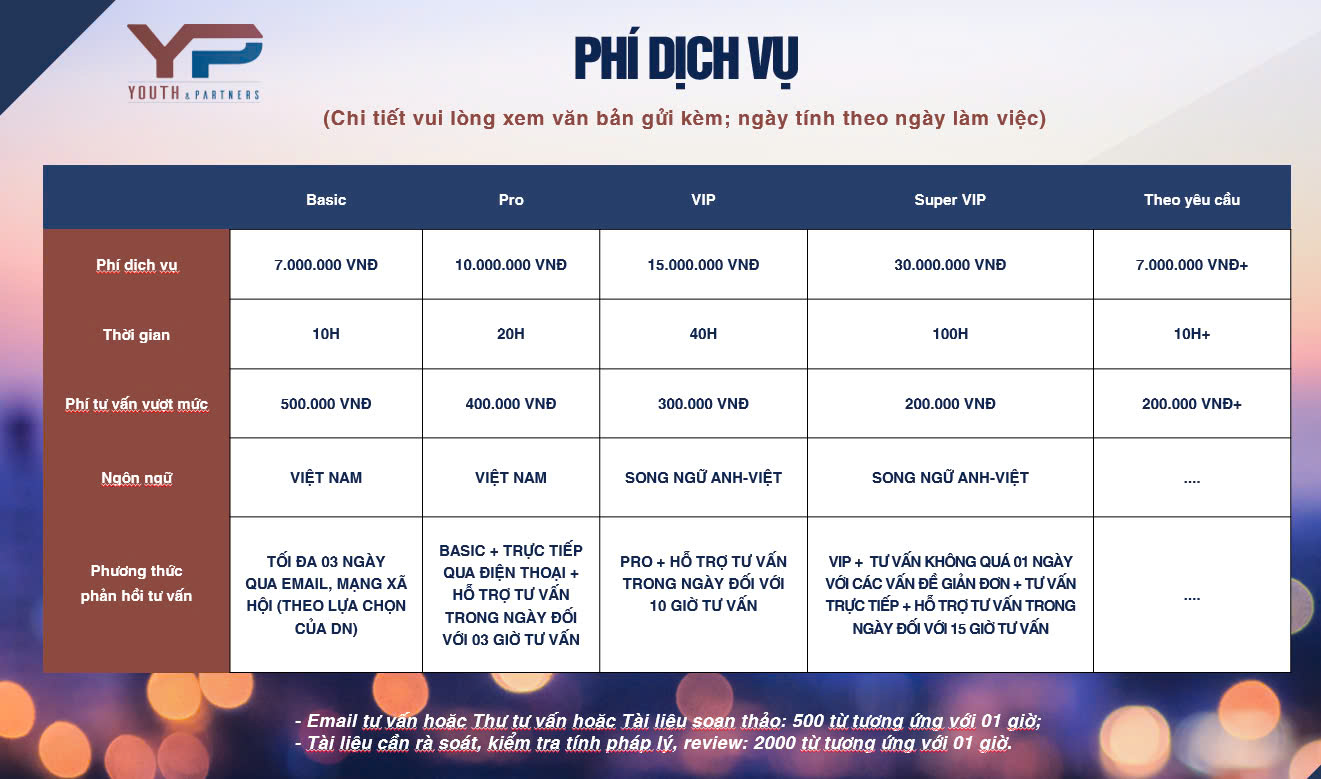 YP
YOUTH & PARTNERS
PHÍ DỊCH VỤ
(Chi tiết vui lòng xem văn bản gửi kèm; ngày tính theo ngày làm việc)
Basic Pro VIP Super VIP Theo yêu cầu
Phí dịch vụ 7.000.000 VNĐ 10.000.000 VNĐ 15.000.000 VNĐ 30.000.000 VNĐ 7.000.000 VNĐ+
Thời gian 10H 20H 40H 100H 10H+
Phí tư vấn vượt mức 500.000 VNĐ 400.000 VNĐ 300.000 VNĐ 200.000 VNĐ 200.000 VNĐ+
Ngôn ngữ VIỆT NAM VIỆT NAM SONG NGỮ ANH-VIỆT SONG NGỮ ANH-VIỆT ....
Phương thức
phản hồi tư vấn
TỐI ĐA 03 NGÀY
QUA EMAIL, MẠNG XÃ
HỘI (THEO LỰA CHỌN
CỦA DN)
BASIC + TRỰC TIẾP
QUA ĐIỆN THOẠI +
HỖ TRỢ TƯ VẤN
TRONG NGÀY ĐỐI
VỚI 03 GIỜ TƯ VẤN
PRO + HỖ TRỢ TƯ VẤN
TRONG NGÀY ĐỐI VỚI
10 GIỜ TƯ VẤN
VIP + TƯ VẤN KHÔNG QUÁ 01 NGÀY
VỚI CÁC VẤN ĐỀ GIẢN ĐƠN + TƯ VẤN
TRỰC TIẾP + HỖ TRỢ TƯ VẤN TRONG
NGÀY ĐỐI VỚI 15 GIỜ TƯ VẤN
....
- Email tư vấn hoặc Thư tư vấn hoặc Tài liệu soạn thảo: 500 từ tương ứng với 01 giờ;
- Tài liệu cần rà soát, kiểm tra tính pháp lý, review: 2000 từ tương ứng với 01 giờ.